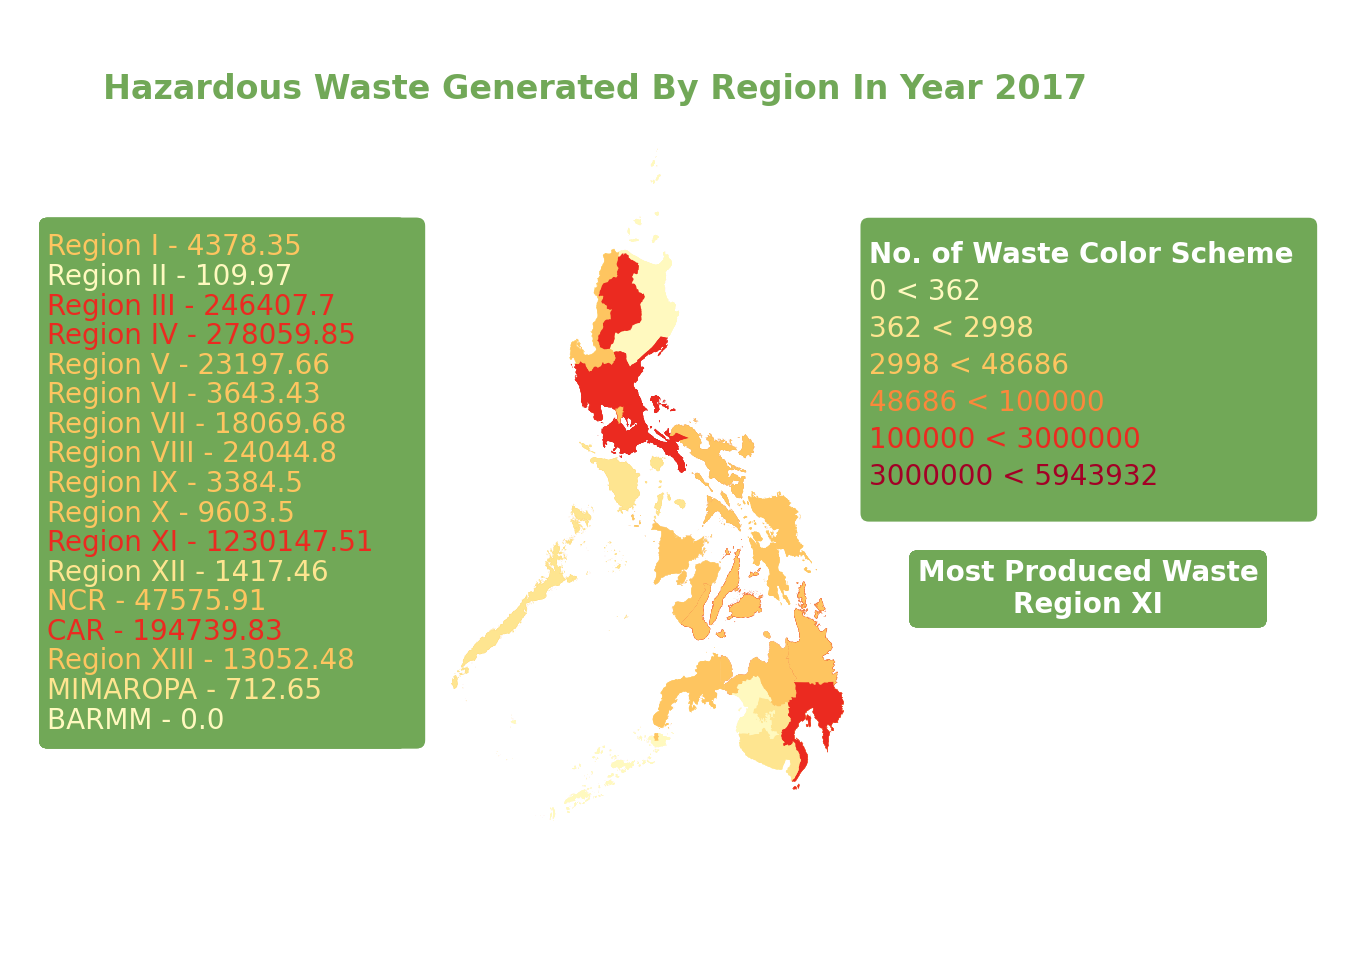 Hazardous Waste Generated By Region In Year 2017
Region I - 4378.35
Region II - 109.97
Region III - 246407.7
Region IV - 278059.85
Region V - 23197.66
Region VI - 3643.43
Region VII - 18069.68
Region VIII - 24044.8
Region IX - 3384.5
Region X - 9603.5
Region XI - 1230147.51
Region XII - 1417.46
NCR - 47575.91
CAR - 194739.83
Region XIII - 13052.48
MIMAROPA - 712.65
BARMM - 0.0
No. of Waste Color Scheme
0 < 362
362 < 2998
2998 < 48686
48686 < 100000
100000 < 3000000
3000000 < 5943932
Most Produced Waste
Region XI